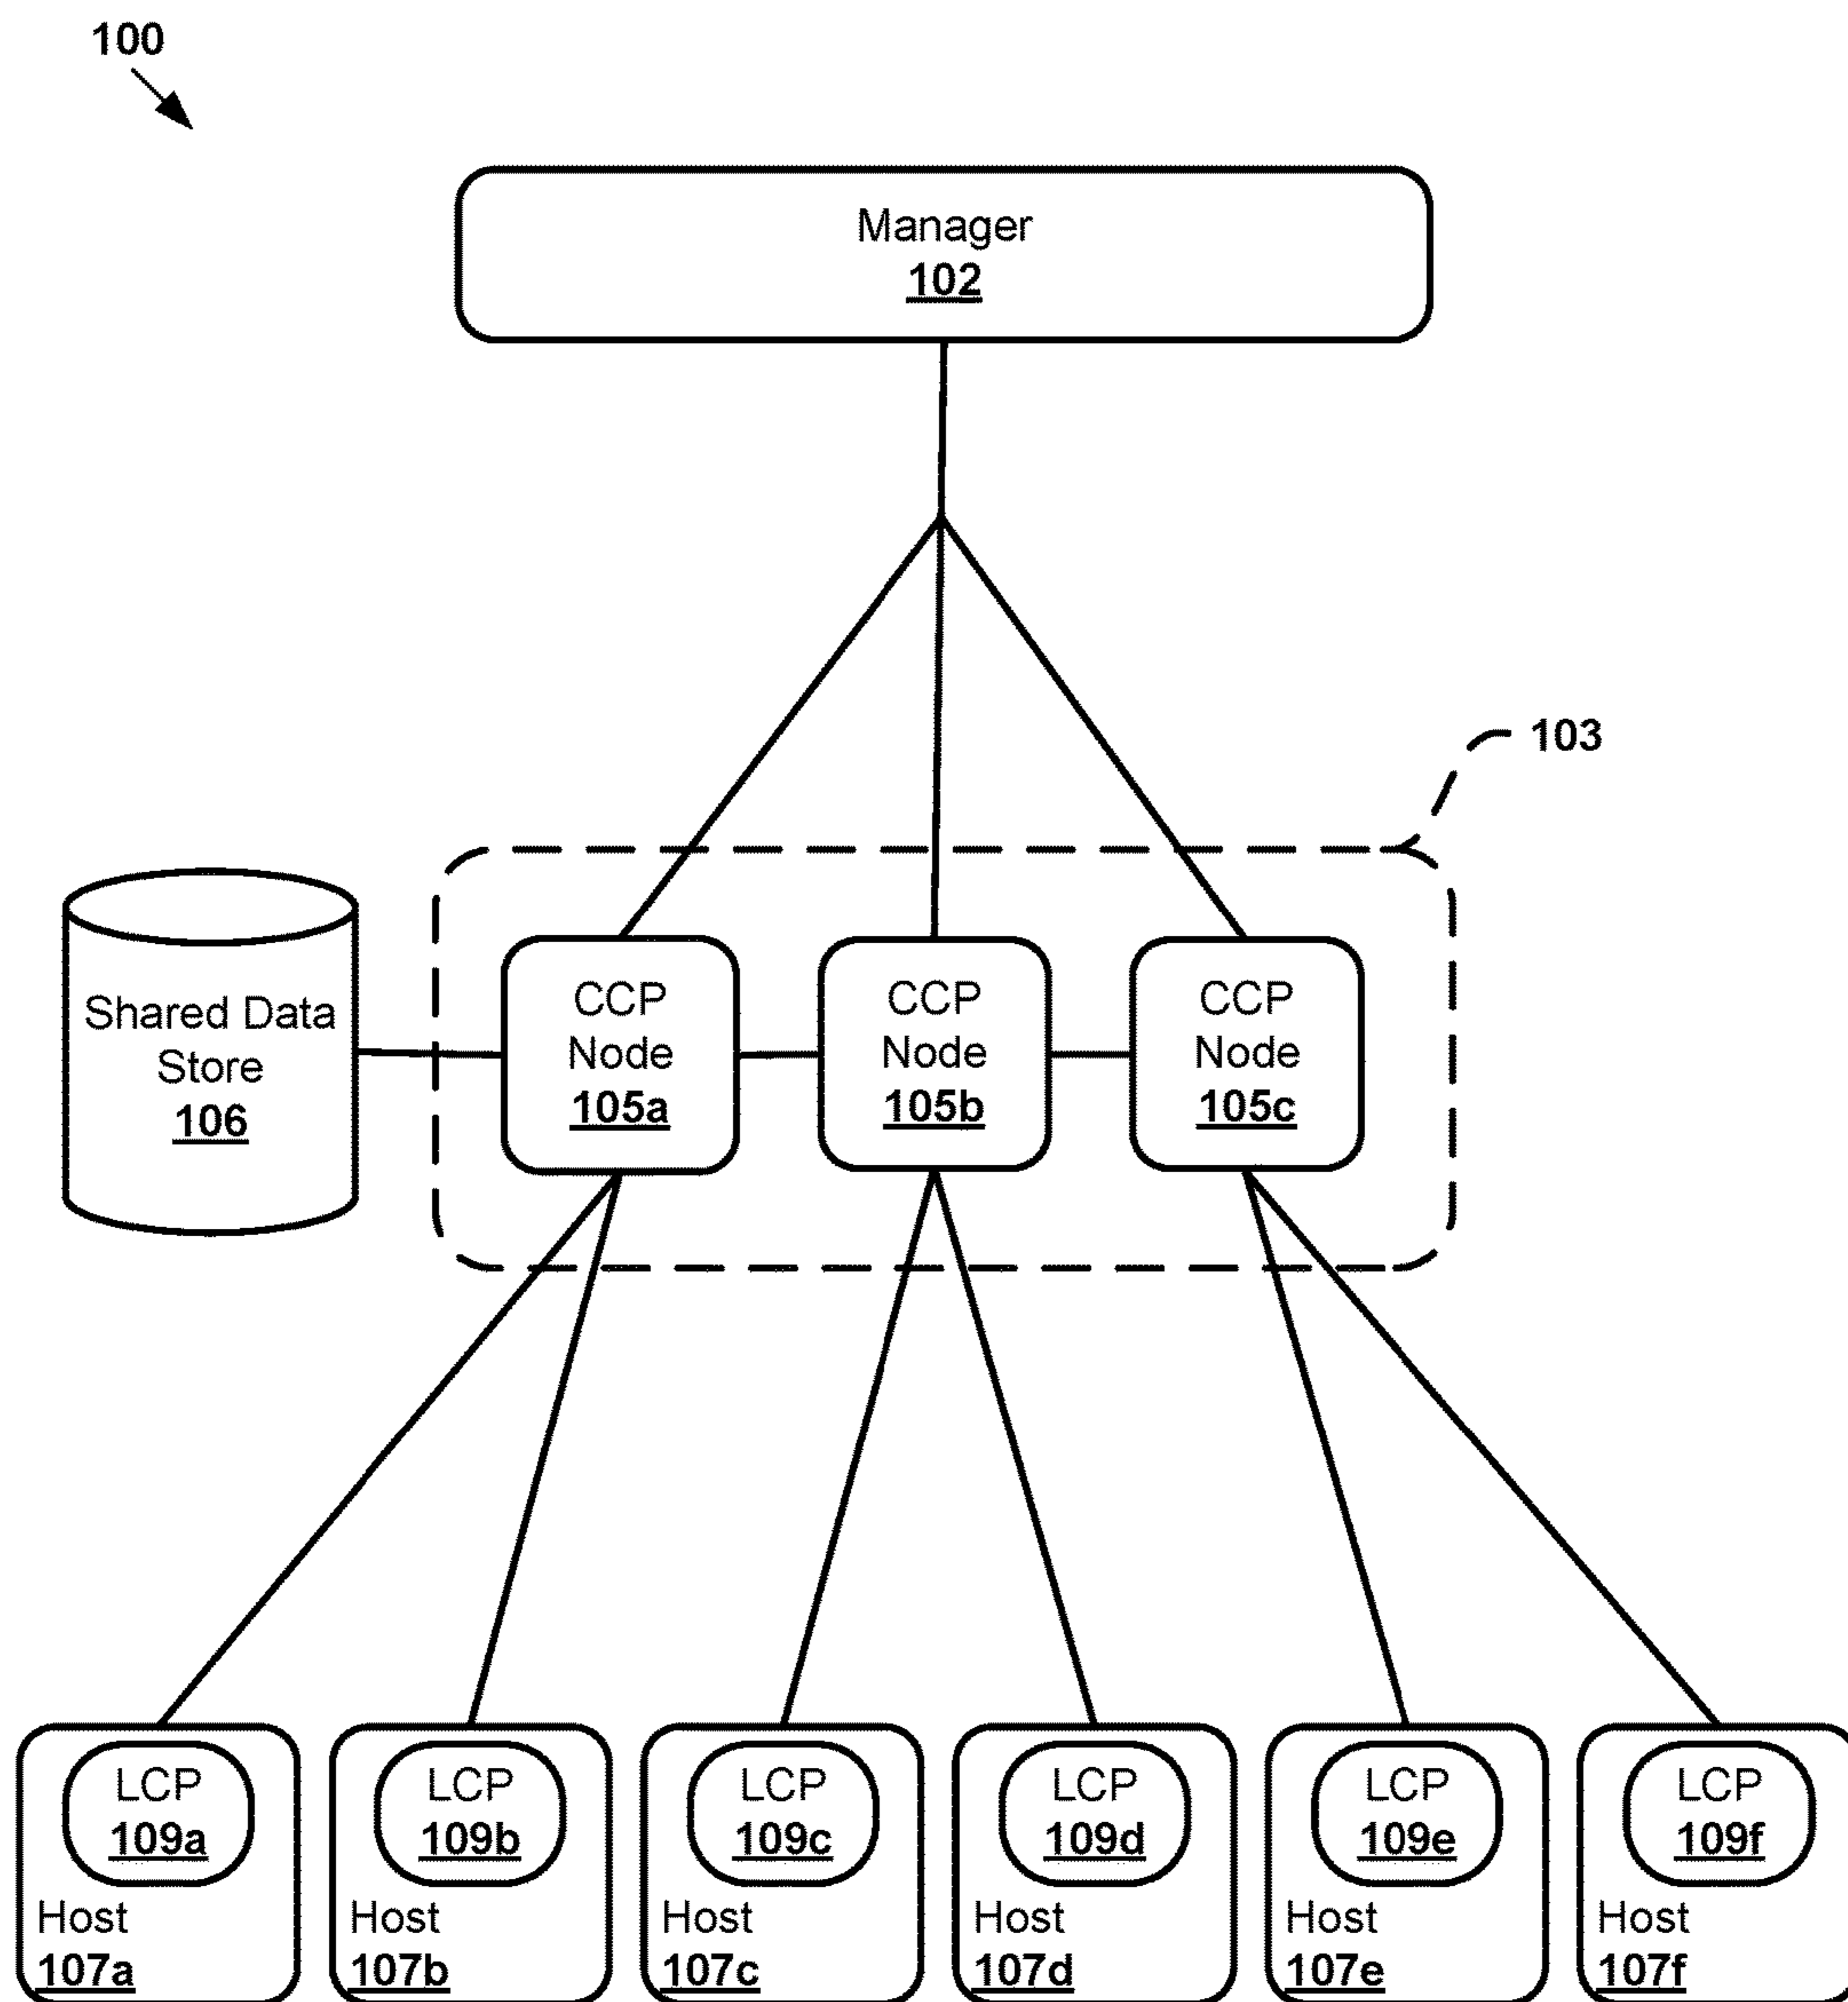 100
Manager
102
103
Shared Data
Store
106
CCP
Node
105a
CCP
Node
105b
CCP
Node
105c
LCP
109a
Host
107a
LCP
109b
Host
107b
LCP
109c
Host
107c
LCP
109d
Host
107d
LCP
109e
Host
107e
LCP
109f
Host
107f